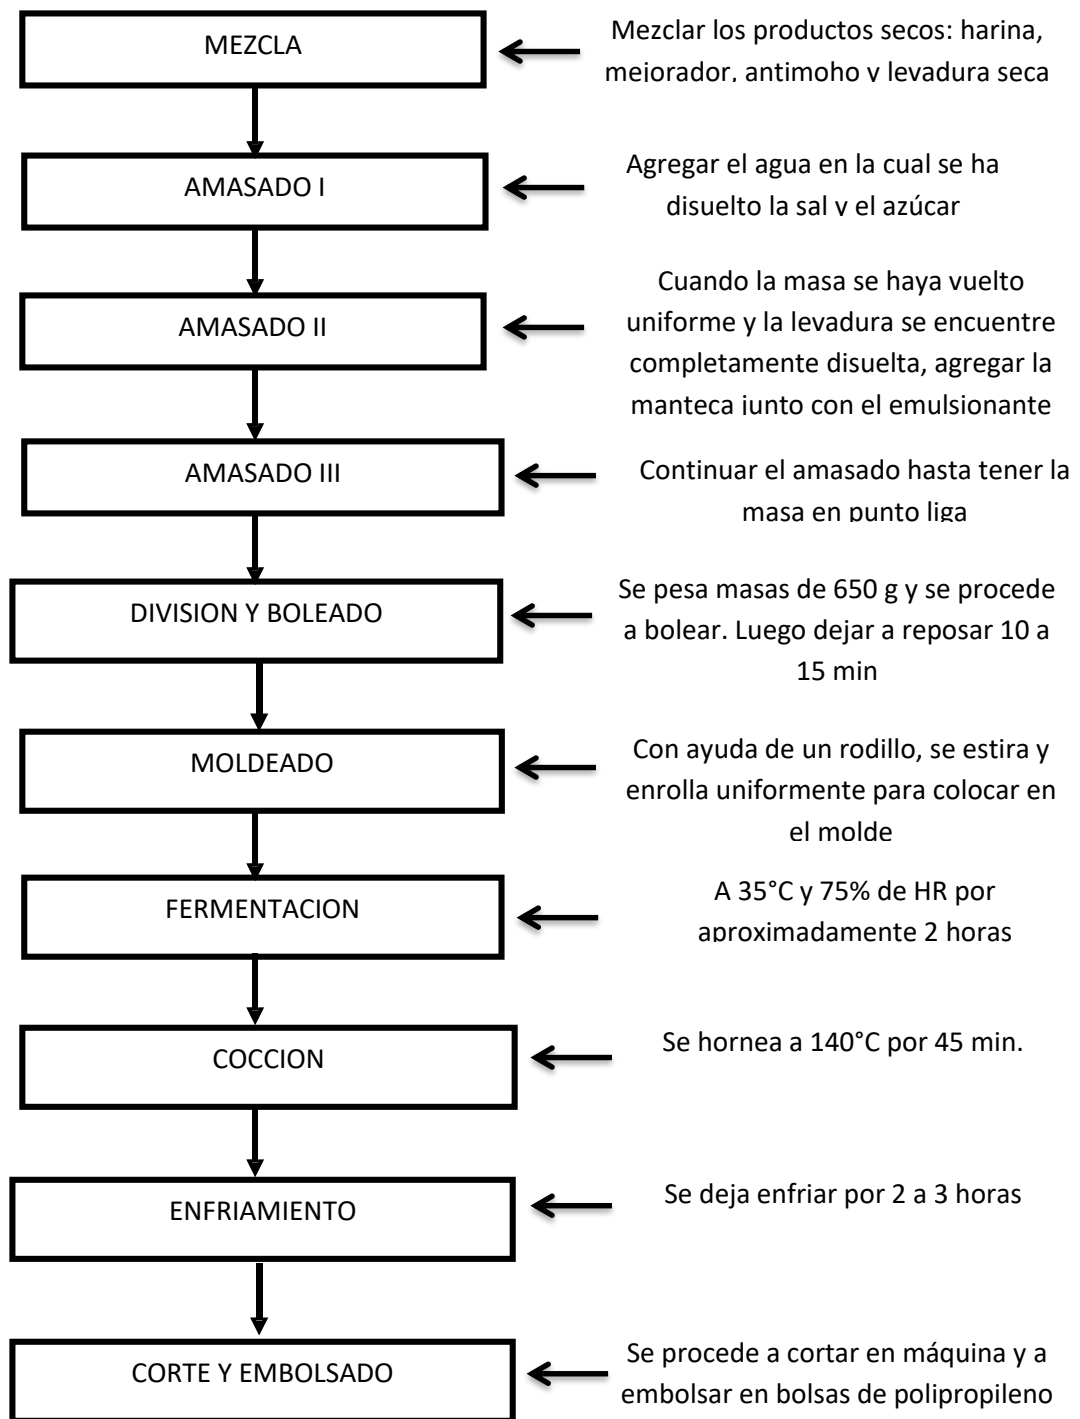 MEZCLA
Mezclar los productos secos: harina,
mejorador, antimoho y levadura seca
AMASADO I
Agregar el agua en la cual se ha
disuelto la sal y el azúcar
AMASADO II
Cuando la masa se haya vuelto
uniforme y la levadura se encuentre
completamente disuelta, agregar la
manteca junto con el emulsionante
AMASADO III
Continuar el amasado hasta tener la
masa en punto liga
DIVISION Y BOLEADO
Se pesa masas de 650 g y se procede
a bolear. Luego dejar a reposar 10 a
15 min
MOLDEADO
Con ayuda de un rodillo, se estira y
enrolla uniformente para colocar en
el molde
FERMENTACION
A 35°C y 75% de HR por
aproximadamente 2 horas
COCCION
Se hornea a 140°C por 45 min.
ENFRIAMIENTO
Se deja enfriar por 2 a 3 horas
CORTE Y EMBOLSADO
Se procede a cortar en máquina y a
embolsar en bolsas de polipropileno